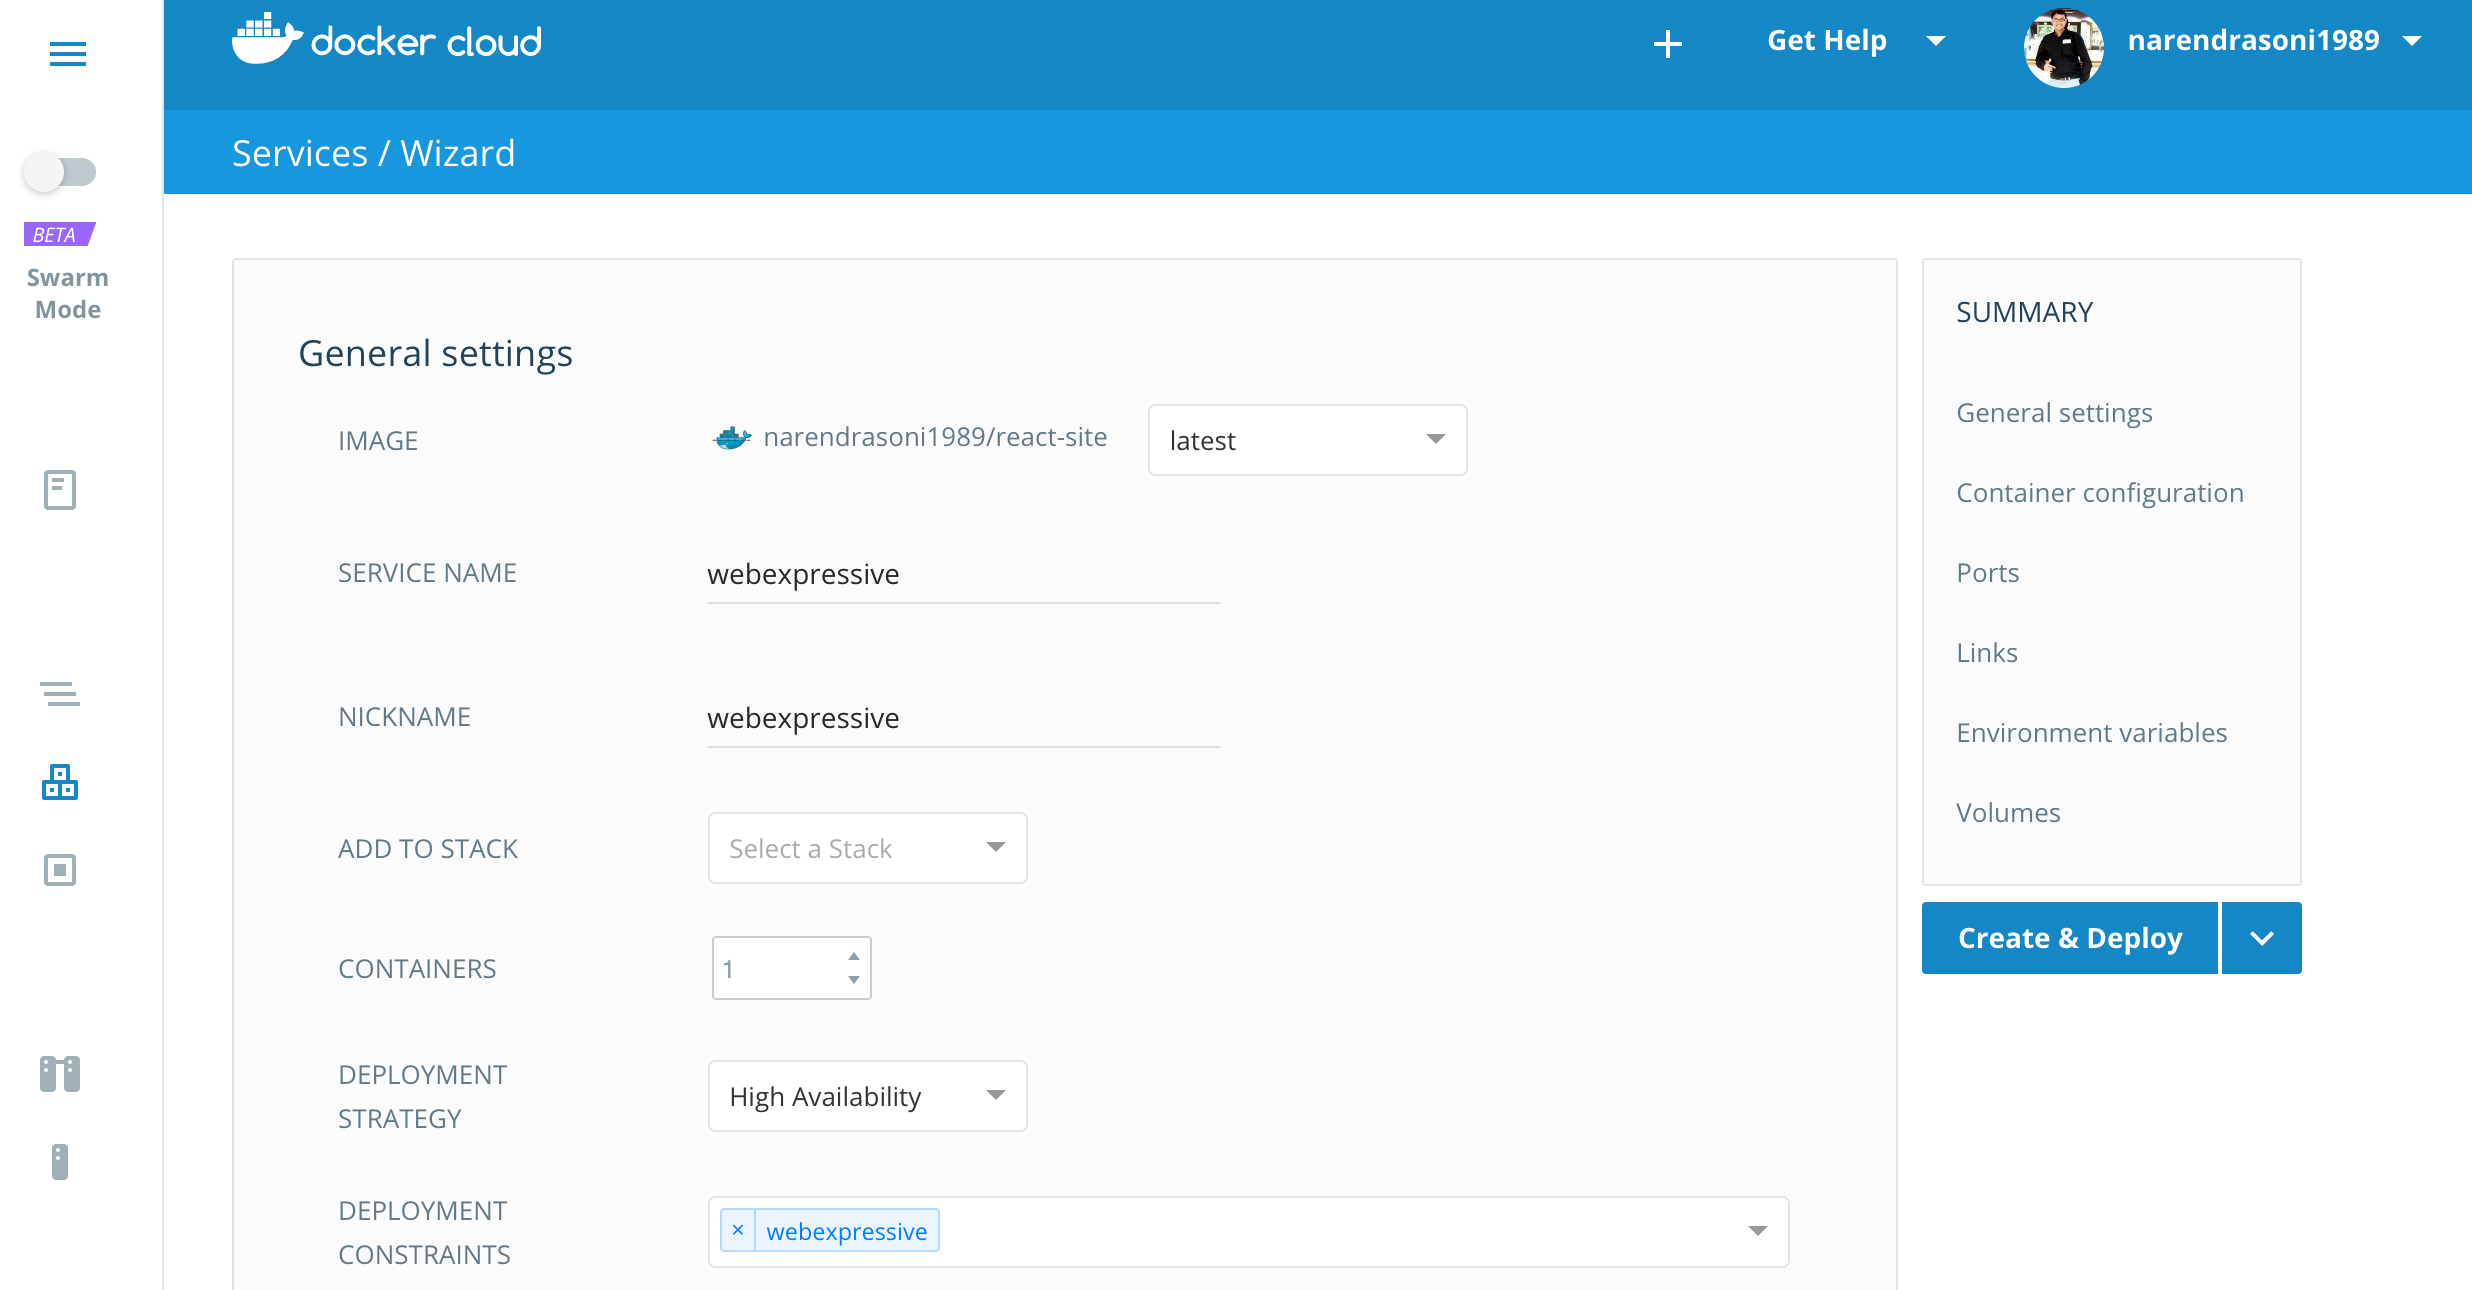 docker cloud
Get Help
narendrasoni1989
Services / Wizard
BETA
Swarm
Mode
General settings
IMAGE
narendrasoni1989/react-site
latest
SERVICE NAME
webexpressive
NICKNAME
webexpressive
ADD TO STACK
Select a Stack
CONTAINERS
1
DEPLOYMENT
STRATEGY
High Availability
DEPLOYMENT
CONSTRAINTS
× webexpressive
SUMMARY
General settings
Container configuration
Ports
Links
Environment variables
Volumes
Create & Deploy